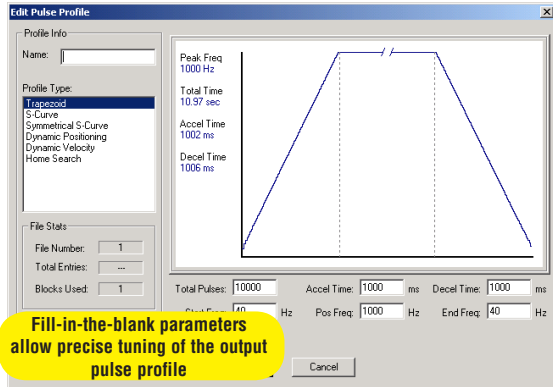 Edit Pulse Profile
Profile Info
Name:
Profile Type:
Trapezoid
S-Curve
Symmetrical S-Curve
Dynamic Positioning
Dynamic Velocity
Home Search
File Stats
File Number: 1
Total Entries: ---
Blocks Used: 1
Peak Freq
1000 Hz
Total Time
10.97 sec
Accel Time
1002 ms
Decel Time
1006 ms
Total Pulses: 10000 Accel Time: 1000 ms Decel Time: 1000 ms
Start Freq: 40 Hz Pos Freq: 1000 Hz End Freq: 40 Hz
Fill-in-the-blank parameters
allow precise tuning of the output
pulse profile
Cancel